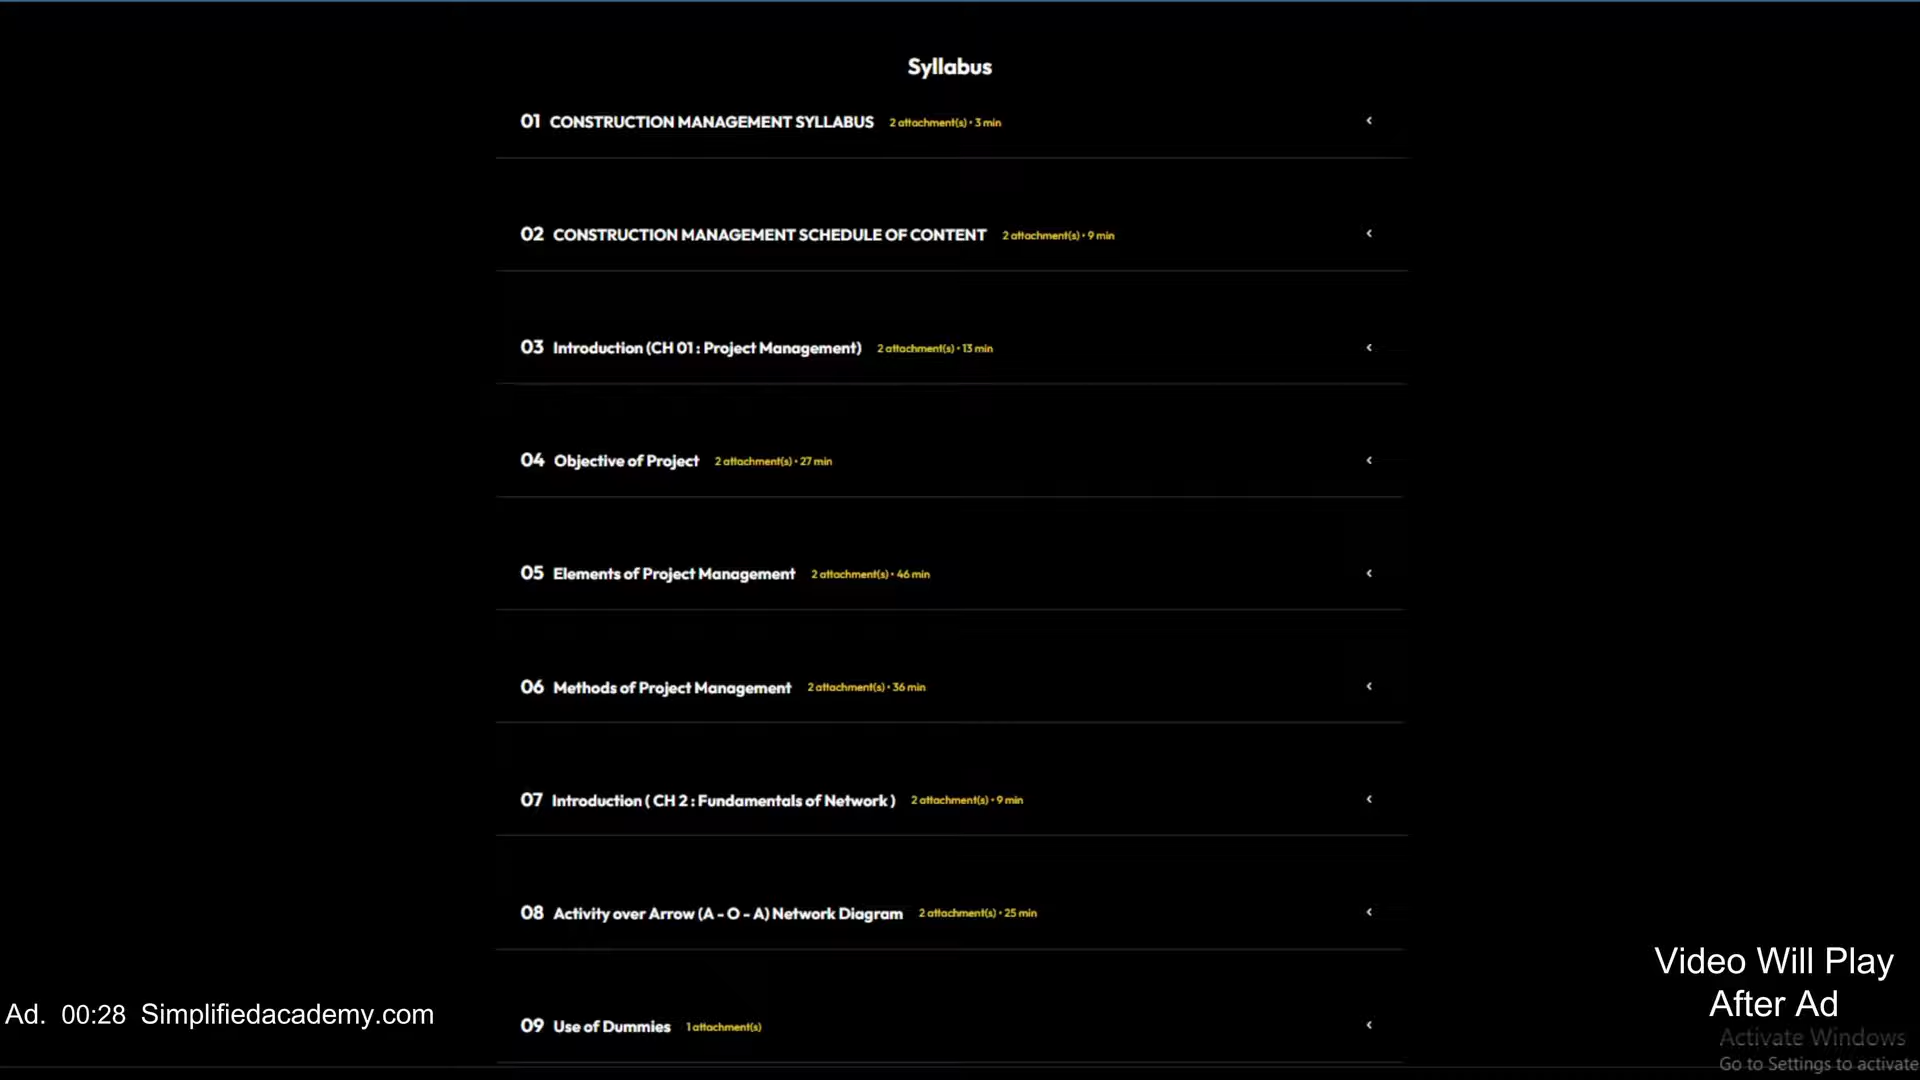 Syllabus
01 CONSTRUCTION MANAGEMENT SYLLABUS 2 attachment(s) • 3 min
02 CONSTRUCTION MANAGEMENT SCHEDULE OF CONTENT 2 attachment(s) • 9 min
03 Introduction (CH 01 : Project Management) 2 attachment(s) • 13 min
04 Objective of Project 2 attachment(s) • 27 min
05 Elements of Project Management 2 attachment(s) • 46 min
06 Methods of Project Management 2 attachment(s) • 36 min
07 Introduction ( CH 2 : Fundamentals of Network ) 2 attachment(s) • 9 min
08 Activity over Arrow (A - O - A) Network Diagram 2 attachment(s) • 25 min
09 Use of Dummies 1 attachment(s)
Ad. 00:28 Simplifiedacademy.com
Video Will Play
After Ad
Activate Windows
Go to Settings to activate